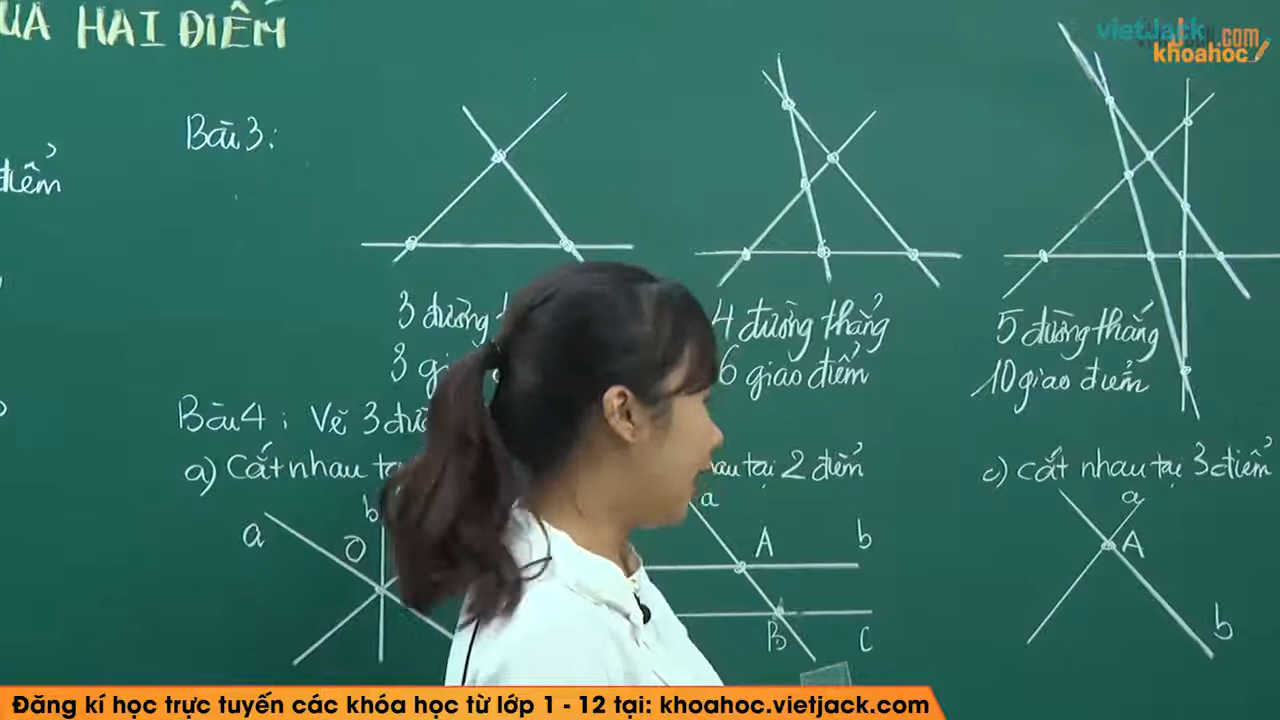 UA HAI ĐIỂM
vietJack.com
khoahoc
điểm
Bài 3:
3 đường
3
4 đường thẳng
6 giao điểm
5 đường thẳng
10 giao điểm
Bài 4: Vẽ 3
a) Cắt nhau
nhau tại 2 điểm
c) cắt nhau tại 3 điểm
a
b
O
a
A
b
B
C
a
A
b
Đăng kí học trực tuyến các khóa học từ lớp 1 - 12 tại: khoahoc.vietjack.com